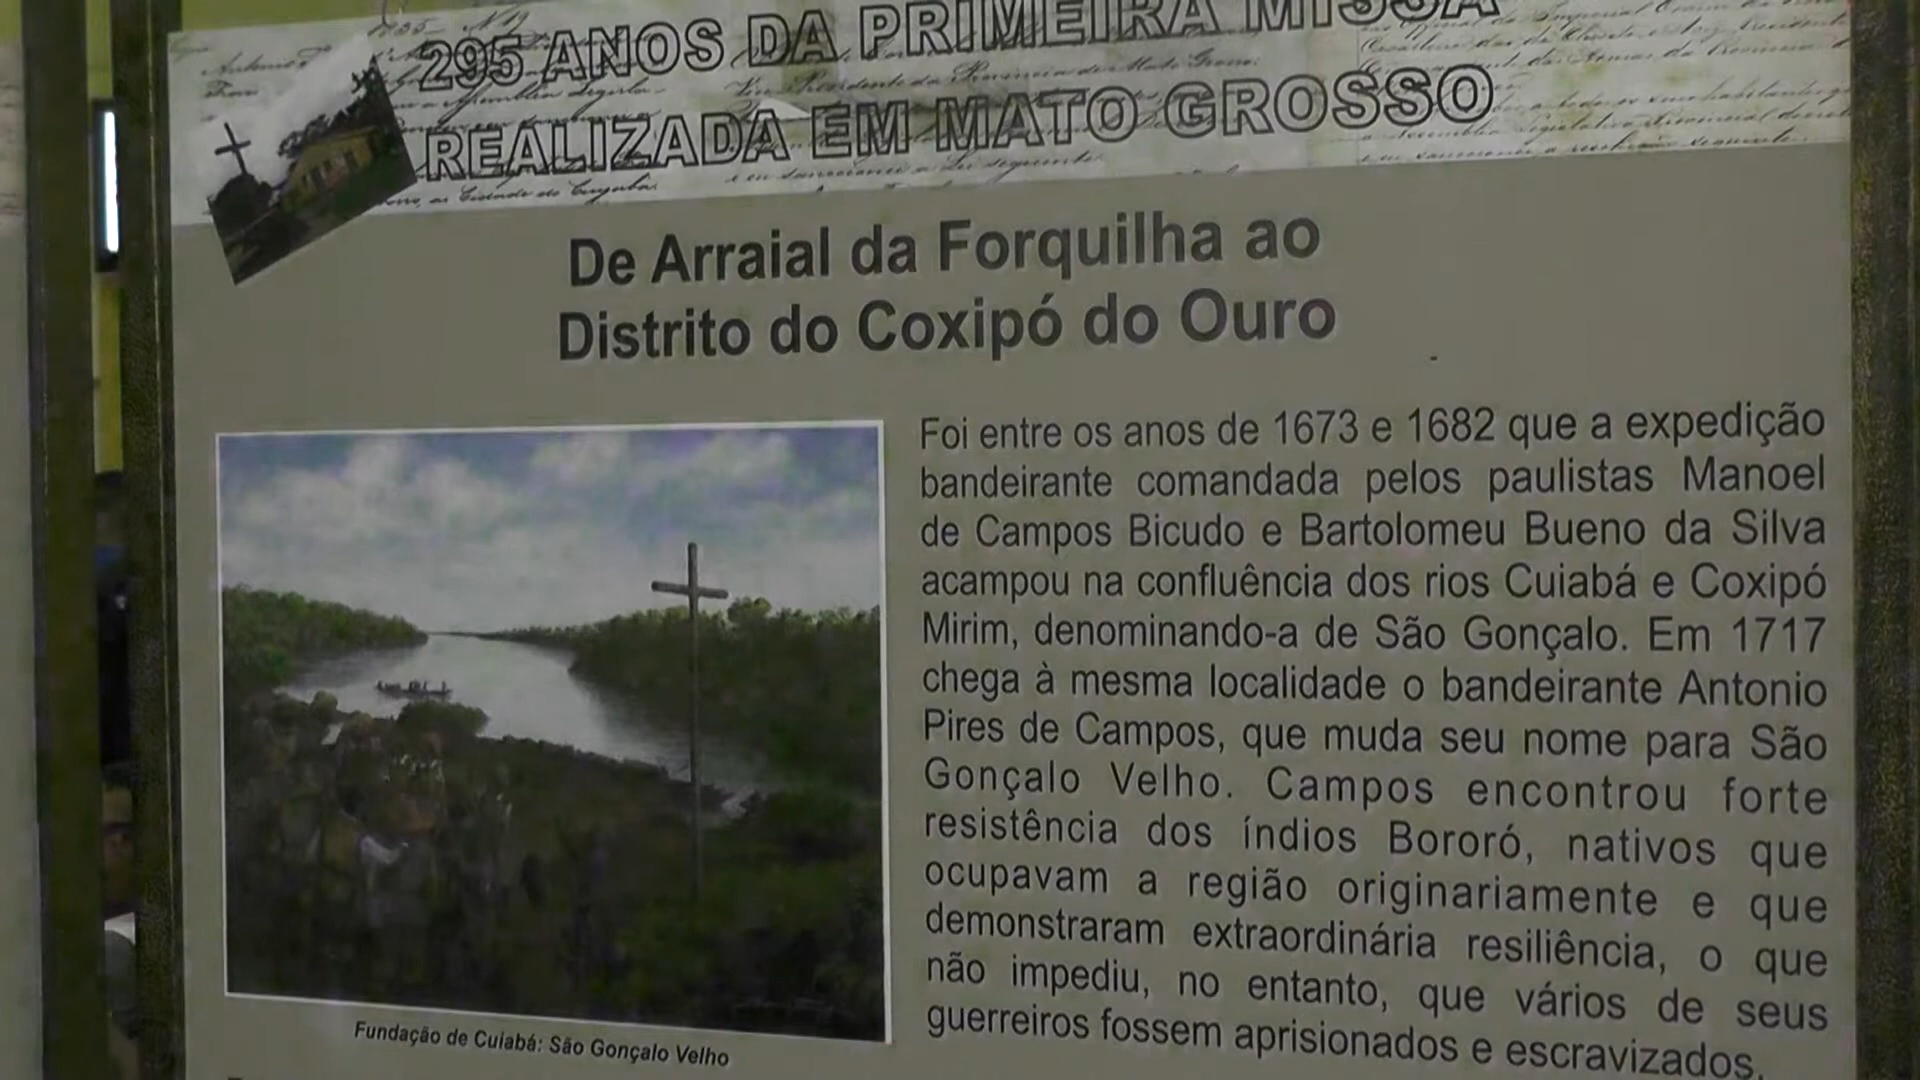 295 ANOS DA PRIMEIRA MISSA
REALIZADA EM MATO GROSSO
De Arraial da Forquilha ao
Distrito do Coxipó do Ouro
Foi entre os anos de 1673 e 1682 que a expedição
bandeirante comandada pelos paulistas Manoel
de Campos Bicudo e Bartolomeu Bueno da Silva
acampou na confluência dos rios Cuiabá e Coxipó
Mirim, denominando-a de São Gonçalo. Em 1717
chega à mesma localidade o bandeirante Antonio
Pires de Campos, que muda seu nome para São
Gonçalo Velho. Campos encontrou forte
resistência dos índios Bororó, nativos que
ocupavam a região originariamente e que
demonstraram extraordinária resiliência, o que
não impediu, no entanto, que vários de seus
guerreiros fossem aprisionados e escravizados.
Fundação de Cuiabá: São Gonçalo Velho